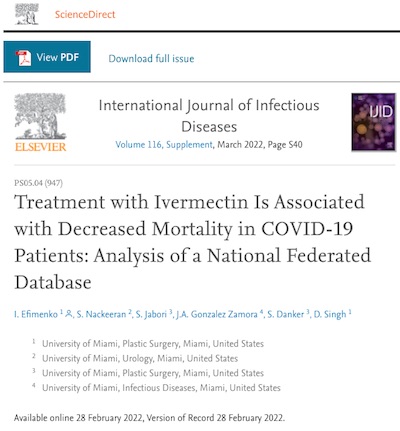 ScienceDirect
View PDF
Download full issue
ELSEVIER
International Journal of Infectious
Diseases
Volume 116, Supplement, March 2022, Page S40
IJID
PS05.04 (947)
Treatment with Ivermectin Is Associated
with Decreased Mortality in COVID-19
Patients: Analysis of a National Federated
Database
I. Efimenko 1, S. Nackeeran 2, S. Jabori 3, J.A. Gonzalez Zamora 4, S. Danker 3, D. Singh 1
1 University of Miami, Plastic Surgery, Miami, United States
2 University of Miami, Urology, Miami, United States
3 University of Miami, Plastic Surgery, Miami, United States
4 University of Miami, Infectious Diseases, Miami, United States
Available online 28 February 2022, Version of Record 28 February 2022.